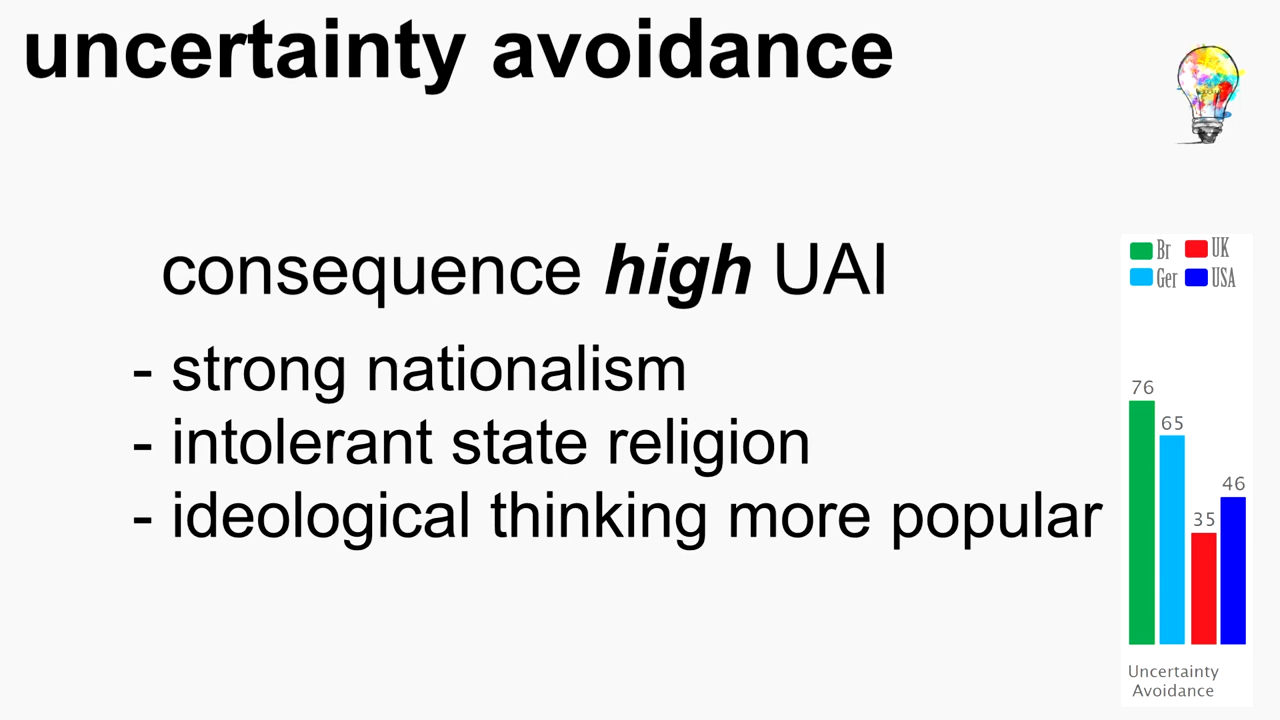 uncertainty avoidance
consequence high UAI
- strong nationalism
- intolerant state religion
- ideological thinking more popular
Br UK
Ger USA
76
65
46
35
Uncertainty
Avoidance